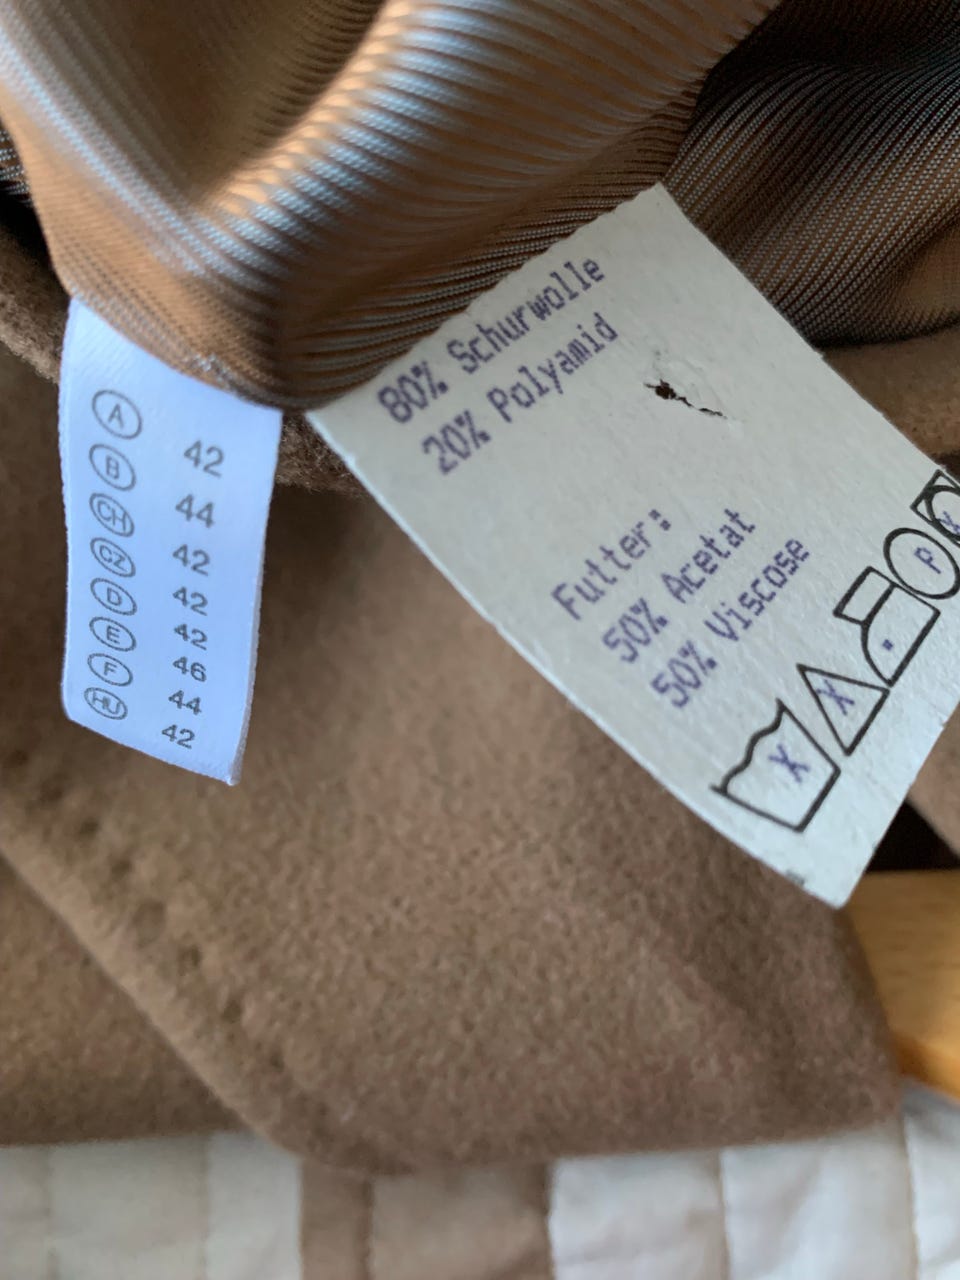 A 42
B 44
CH 42
CZ 42
D 42
E 46
F 44
HU 42
80% Schurwolle
20% Polyamid
Futter:
50% Acetat
50% Viscose
X X P X